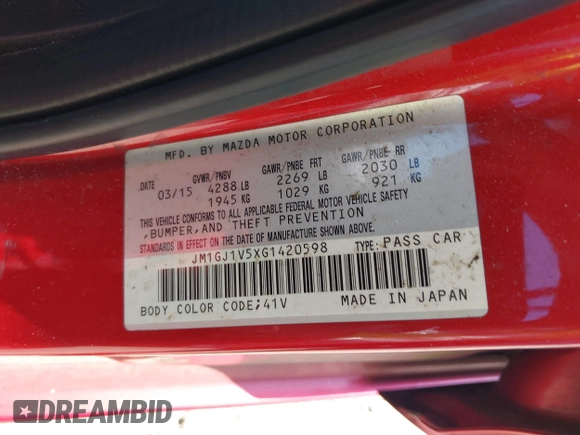 MFD. BY MAZDA MOTOR CORPORATION
DATE GVWR/PNBV GAWR/PNBE FRT GAWR/PNBE RR
03/15 4288 LB 2269 LB 2030 LB
1945 KG 1029 KG 921 KG
THIS VEHICLE CONFORMS TO ALL APPLICABLE FEDERAL MOTOR VEHICLE SAFETY
,BUMPER,AND THEFT PREVENTION
STANDARDS IN EFFECT ON THE DATE OF MANUFACTURE SHOWN ABOVE.
JM1GJ1V5XG1420598 TYPE: PASS CAR
BODY COLOR CODE;41V MADE IN JAPAN
DREAMBID